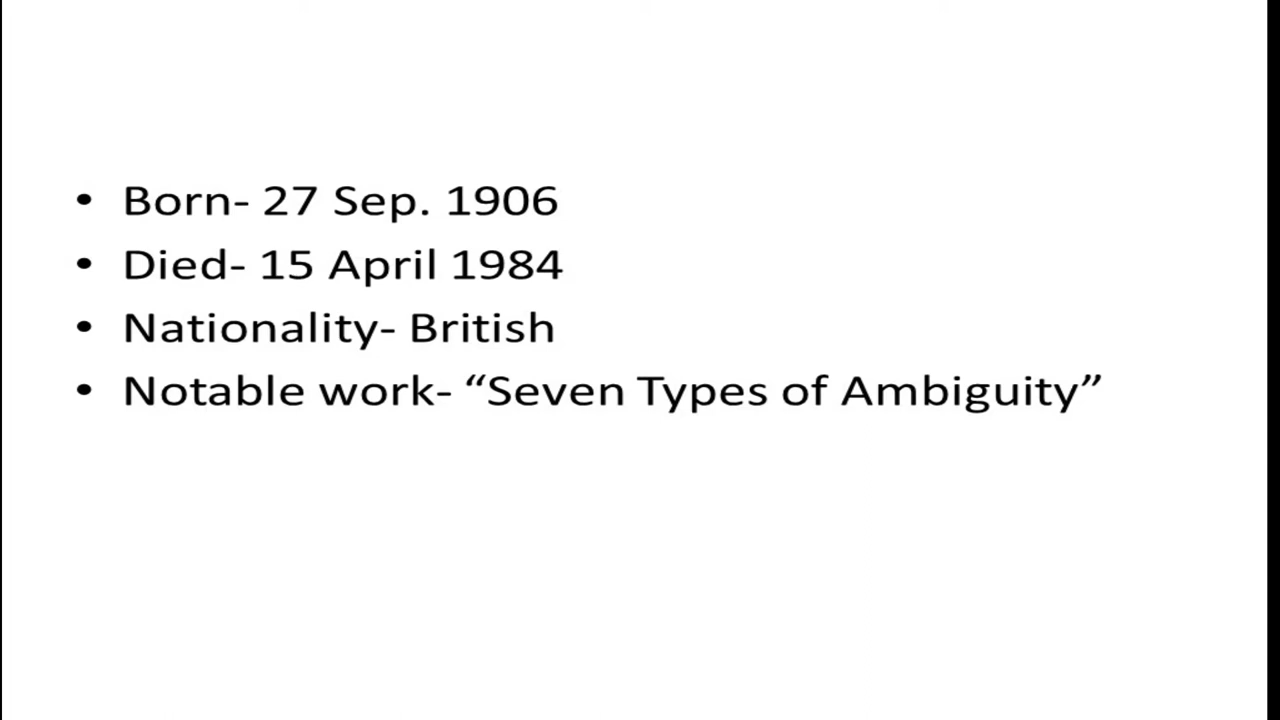 • Born- 27 Sep. 1906
• Died- 15 April 1984
• Nationality- British
• Notable work- “Seven Types of Ambiguity”